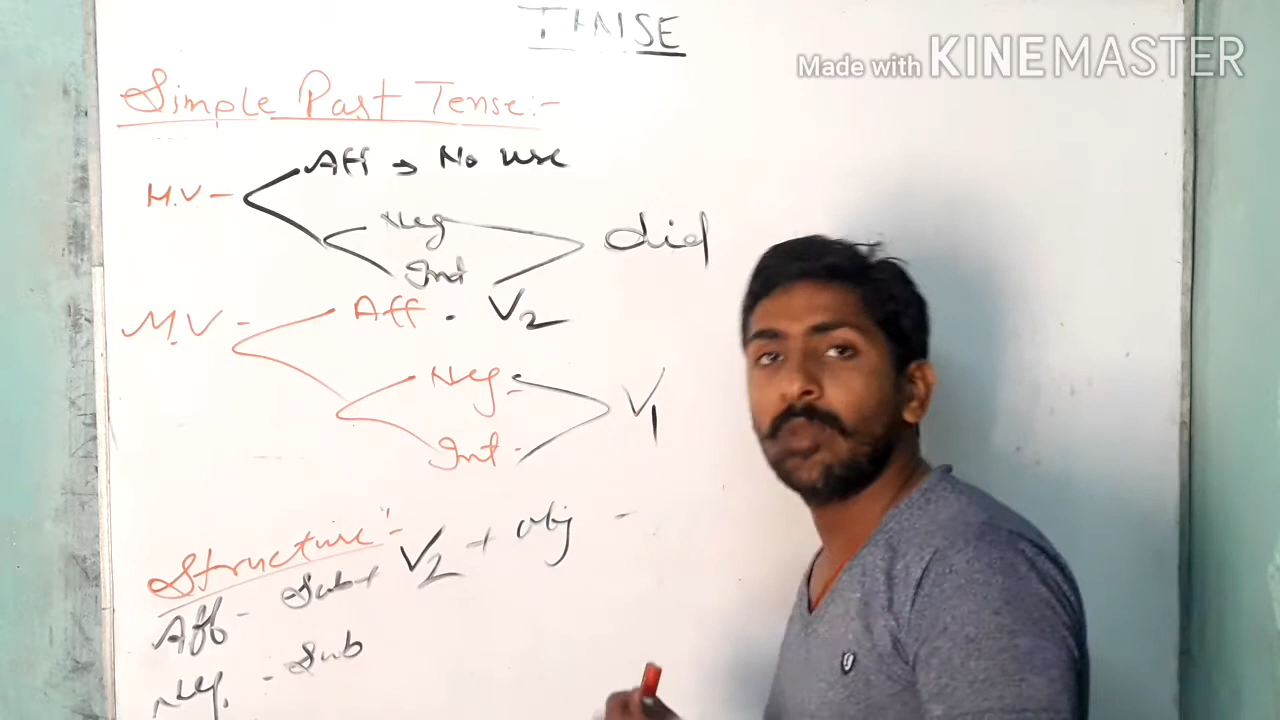 TENSE
Made with KINEMASTER
Simple Past Tense:-
Aff → No use
H.V -
Neg
did
Int
M.V - Aff . V2
Neg -
V1
Int -
Structure :-
Aff - Sub + V2 + obj -
Neg. - Sub